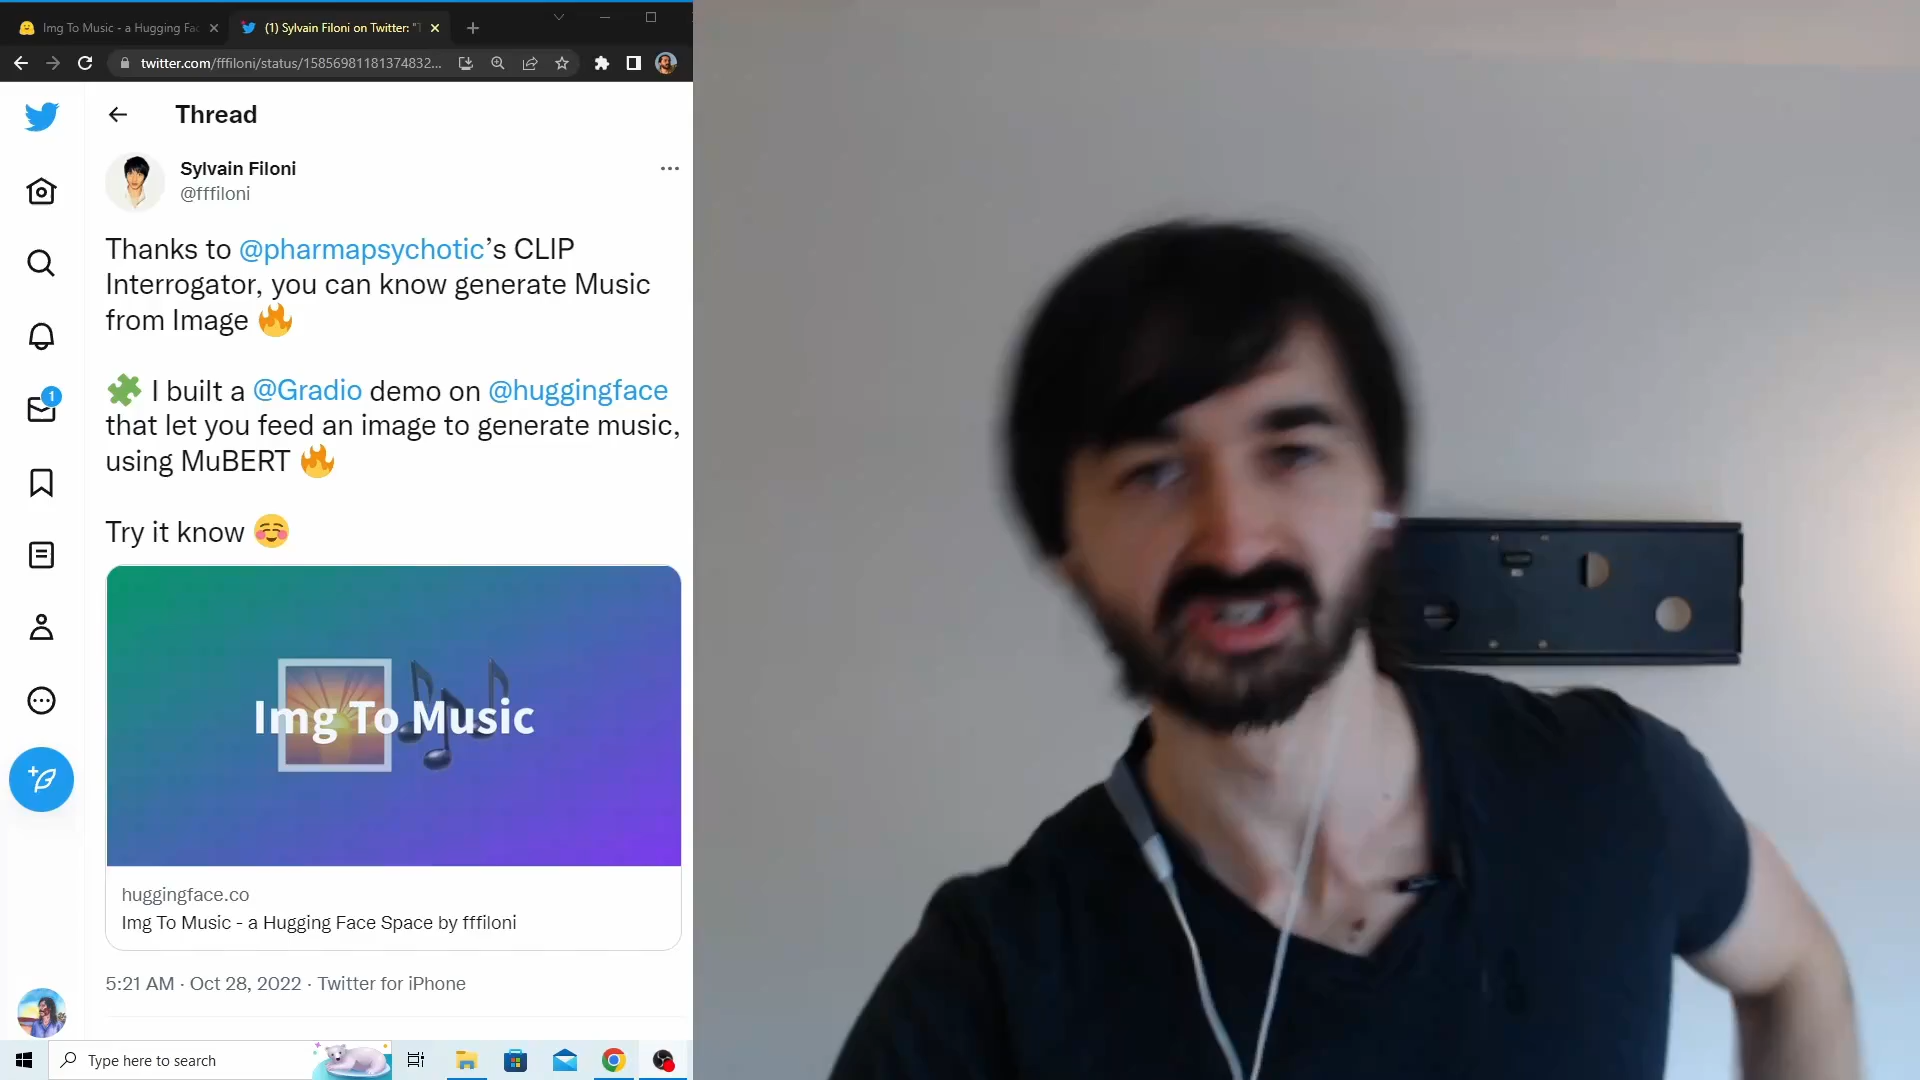 Img To Music - a Hugging Fac
(1) Sylvain Filoni on Twitter: "T
twitter.com/fffiloni/status/15856981181374832...
Thread
Sylvain Filoni
@fffiloni
Thanks to @pharmapsychotic's CLIP
Interrogator, you can know generate Music
from Image 🔥
🧩 I built a @Gradio demo on @huggingface
that let you feed an image to generate music,
using MuBERT 🔥
Try it know ☺️
1
Img To Music
huggingface.co
Img To Music - a Hugging Face Space by fffiloni
5:21 AM · Oct 28, 2022 · Twitter for iPhone
Type here to search